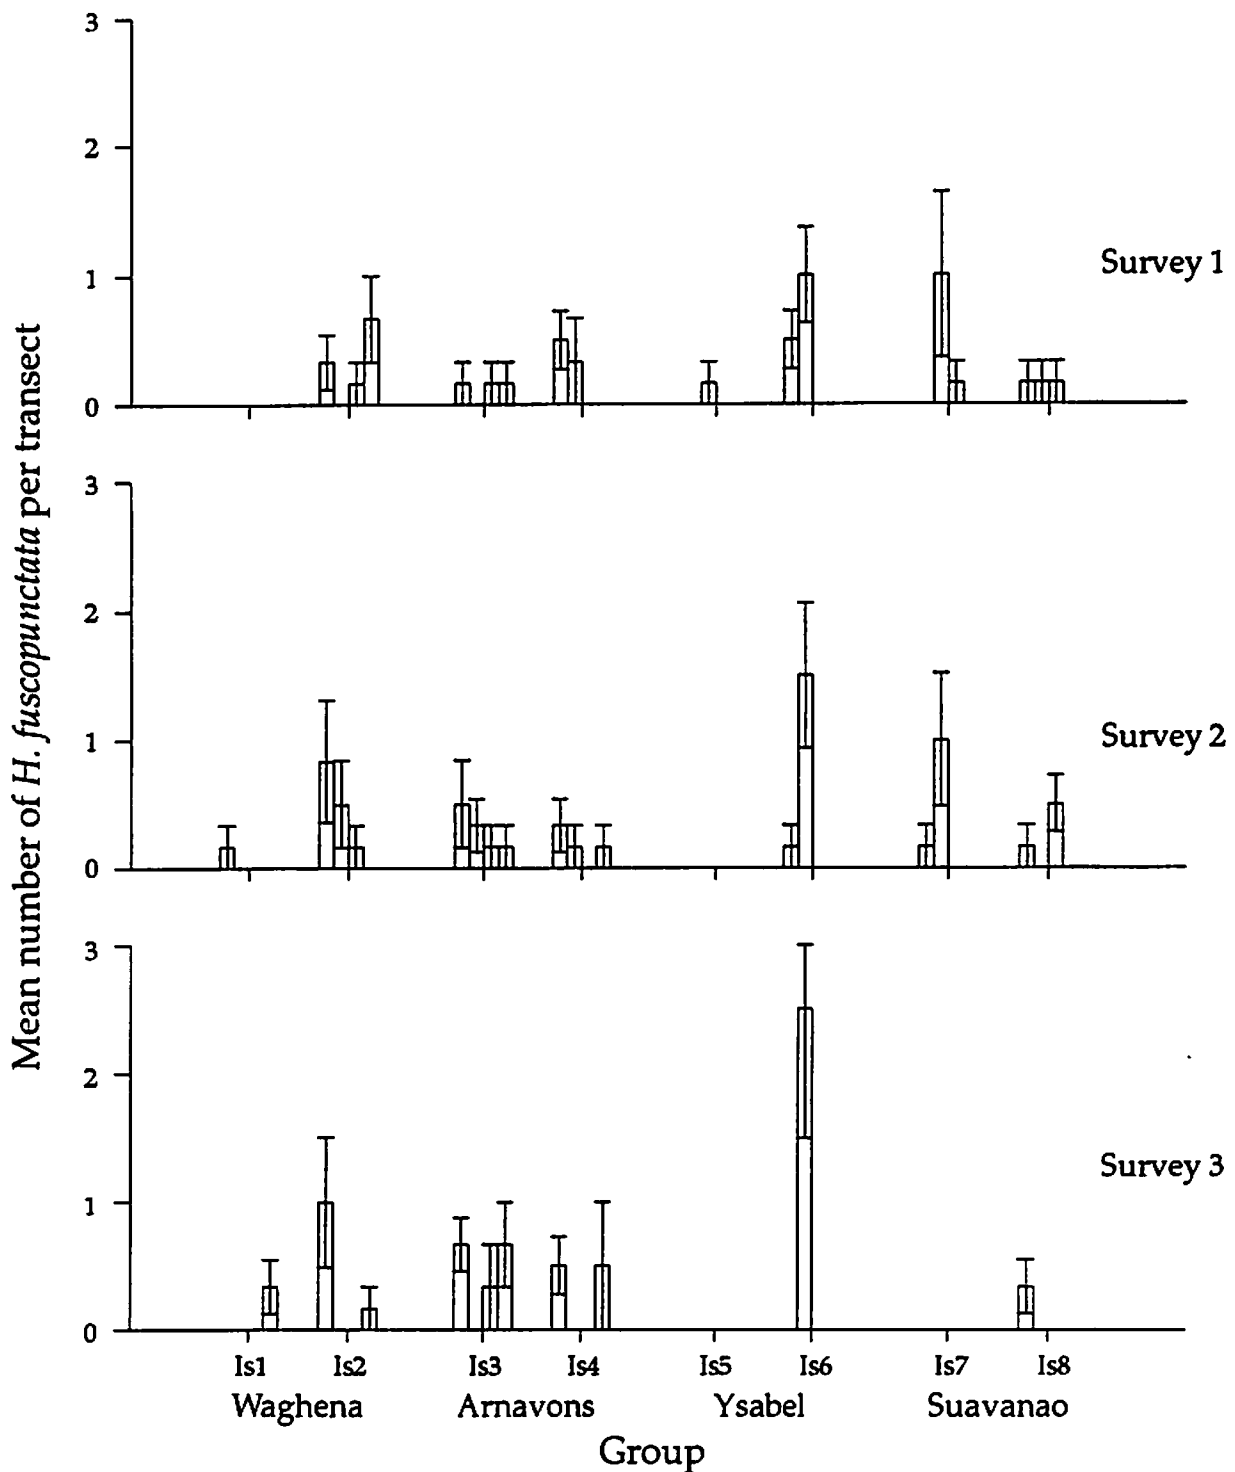 Mean number of H. fuscopunctata per transect
3
2
1
0
Survey 1
3
2
1
0
Survey 2
3
2
1
0
Survey 3
Is1 Is2 Is3 Is4 Is5 Is6 Is7 Is8
Waghena Arnavons Ysabel Suavanao
Group